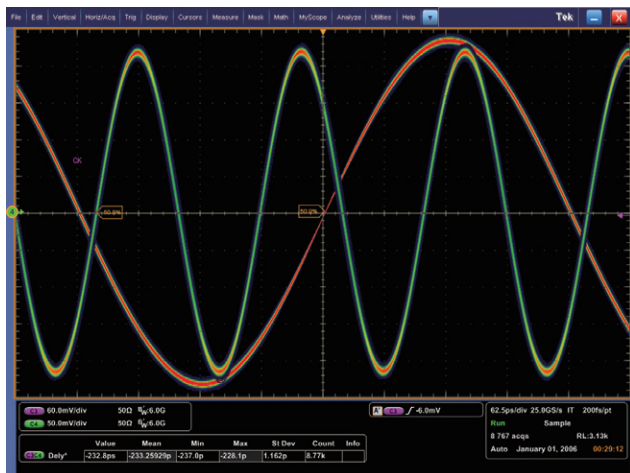 File Edit Vertical Horiz/Acq Trig Display Cursors Measure Mask Math MyScope Analyze Utilities Help Tek
CK
50.0% 50.0%
C3 60.0mV/div 50Ω 6.0G
C4 50.0mV/div 50Ω 6.0G
A' C3 -6.0mV
62.5ps/div 25.0GS/s IT 200fs/pt
Run Sample
8 767 acqs RL:3.13k
Auto January 01, 2006 00:29:12
Value Mean Min Max St Dev Count Info
C3 C4 Dely* -232.8ps -233.25929p -237.0p -228.1p 1.162p 8.77k